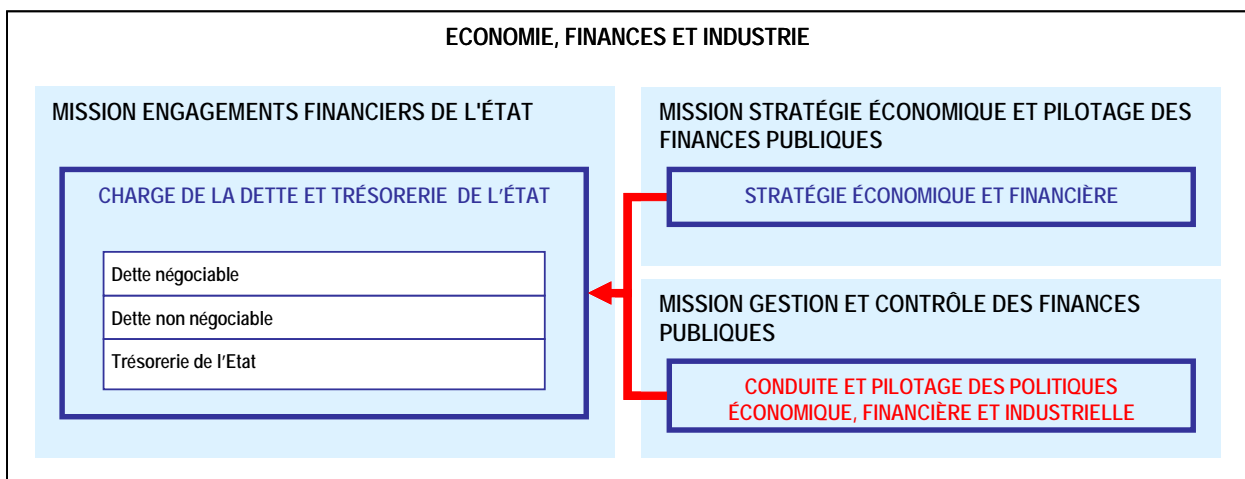 ECONOMIE, FINANCES ET INDUSTRIE
MISSION ENGAGEMENTS FINANCIERS DE L'ÉTAT
CHARGE DE LA DETTE ET TRÉSORERIE DE L'ÉTAT
Dette négociable
Dette non négociable
Trésorerie de l'Etat
MISSION STRATÉGIE ÉCONOMIQUE ET PILOTAGE DES
FINANCES PUBLIQUES
STRATÉGIE ÉCONOMIQUE ET FINANCIÈRE
MISSION GESTION ET CONTRÔLE DES FINANCES
PUBLIQUES
CONDUITE ET PILOTAGE DES POLITIQUES
ÉCONOMIQUE, FINANCIÈRE ET INDUSTRIELLE